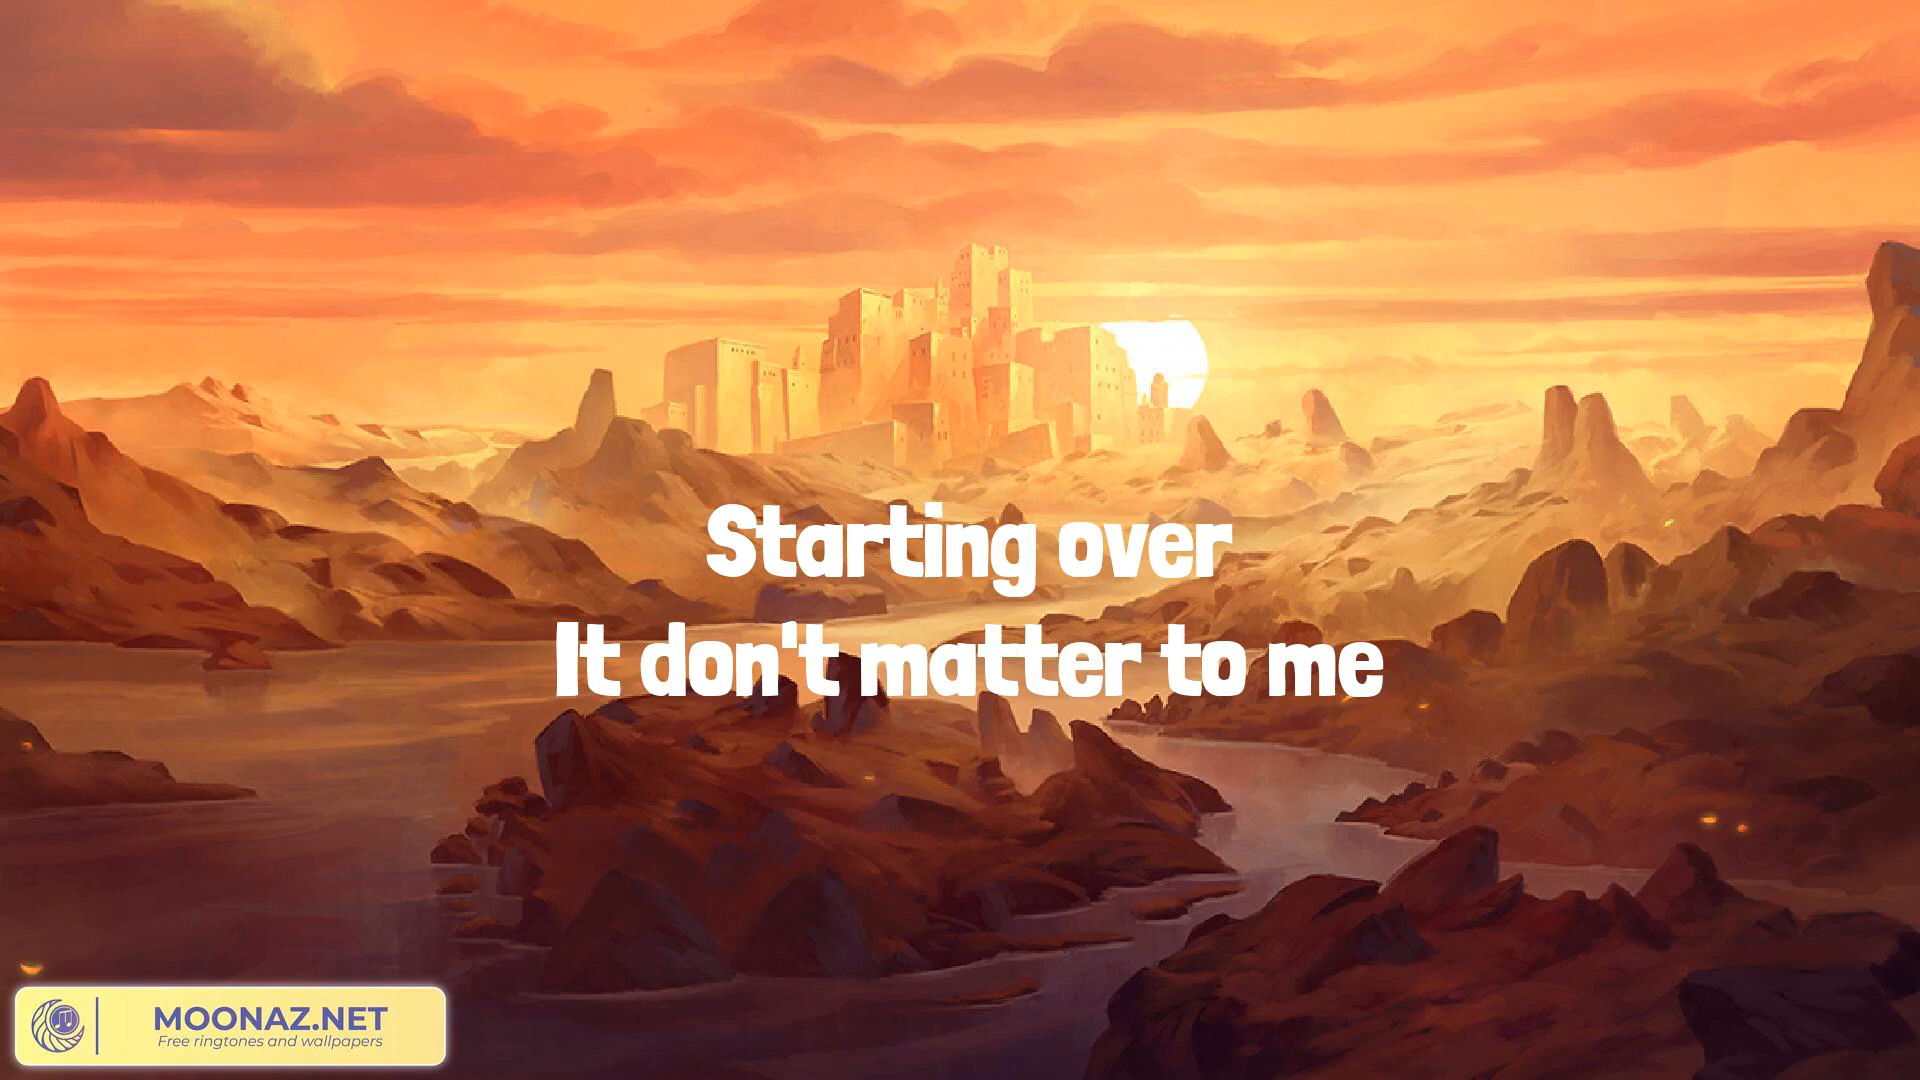 Starting over
It don't matter to me
MOONAZ.NET
Free ringtones and wallpapers